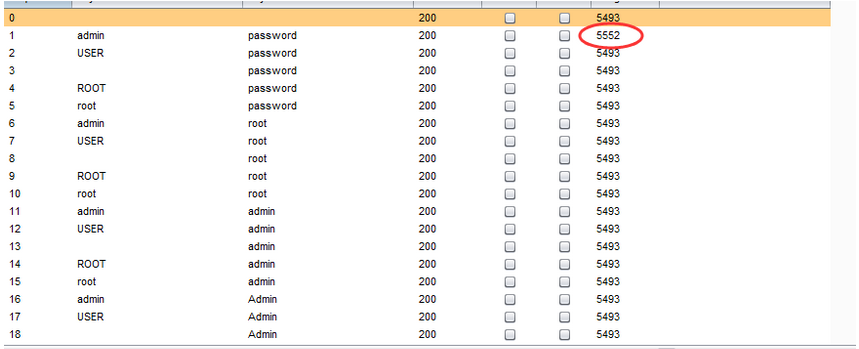 0 200 5493
1 admin password 200 5552
2 USER password 200 5493
3 password 200 5493
4 ROOT password 200 5493
5 root password 200 5493
6 admin root 200 5493
7 USER root 200 5493
8 root 200 5493
9 ROOT root 200 5493
10 root root 200 5493
11 admin admin 200 5493
12 USER admin 200 5493
13 admin 200 5493
14 ROOT admin 200 5493
15 root admin 200 5493
16 admin Admin 200 5493
17 USER Admin 200 5493
18 Admin 200 5493